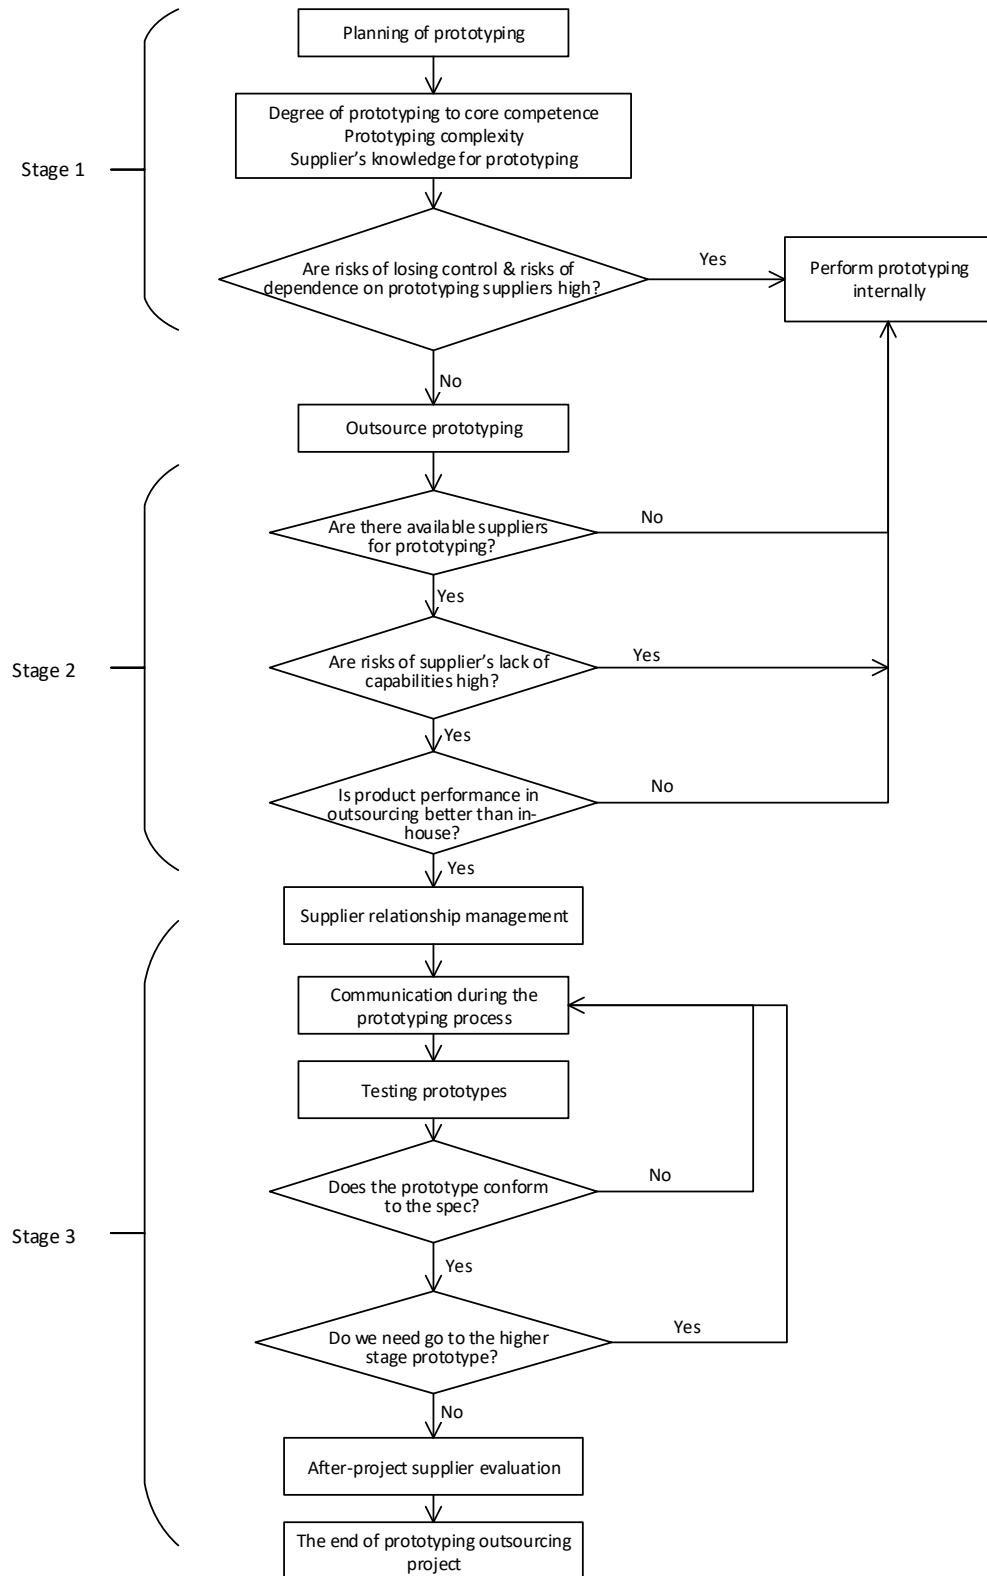 Planning of prototyping
Degree of prototyping to core competence
Prototyping complexity
Supplier's knowledge for prototyping
Stage 1
Are risks of losing control & risks of
dependence on prototyping suppliers high?
Yes
Perform prototyping
internally
No
Outsource prototyping
Are there available suppliers
for prototyping?
No
Yes
Stage 2
Are risks of supplier's lack of
capabilities high?
Yes
Yes
Is product performance in
outsourcing better than in-
house?
No
Yes
Supplier relationship management
Communication during the
prototyping process
Testing prototypes
Does the prototype conform
to the spec?
No
Stage 3
Yes
Do we need go to the higher
stage prototype?
Yes
No
After-project supplier evaluation
The end of prototyping outsourcing
project